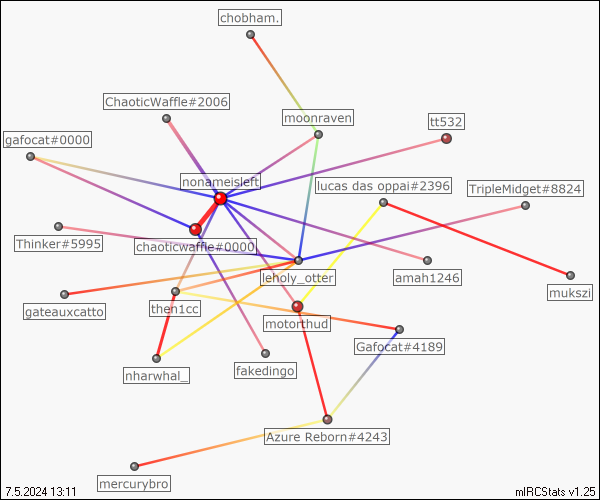 chobham.
ChaoticWaffle#2006
moonraven
tt532
gafocat#0000
nonameisleft
lucas das oppai#2396
TripleMidget#8824
Thinker#5995
chaoticwaffle#0000
leholy_otter
amah1246
mukszi
gateauxcatto
then1cc
motorthud
Gafocat#4189
nharwhal_
fakedingo
Azure Reborn#4243
mercurybro
7.5.2024 13:11
mIRCStats v1.25